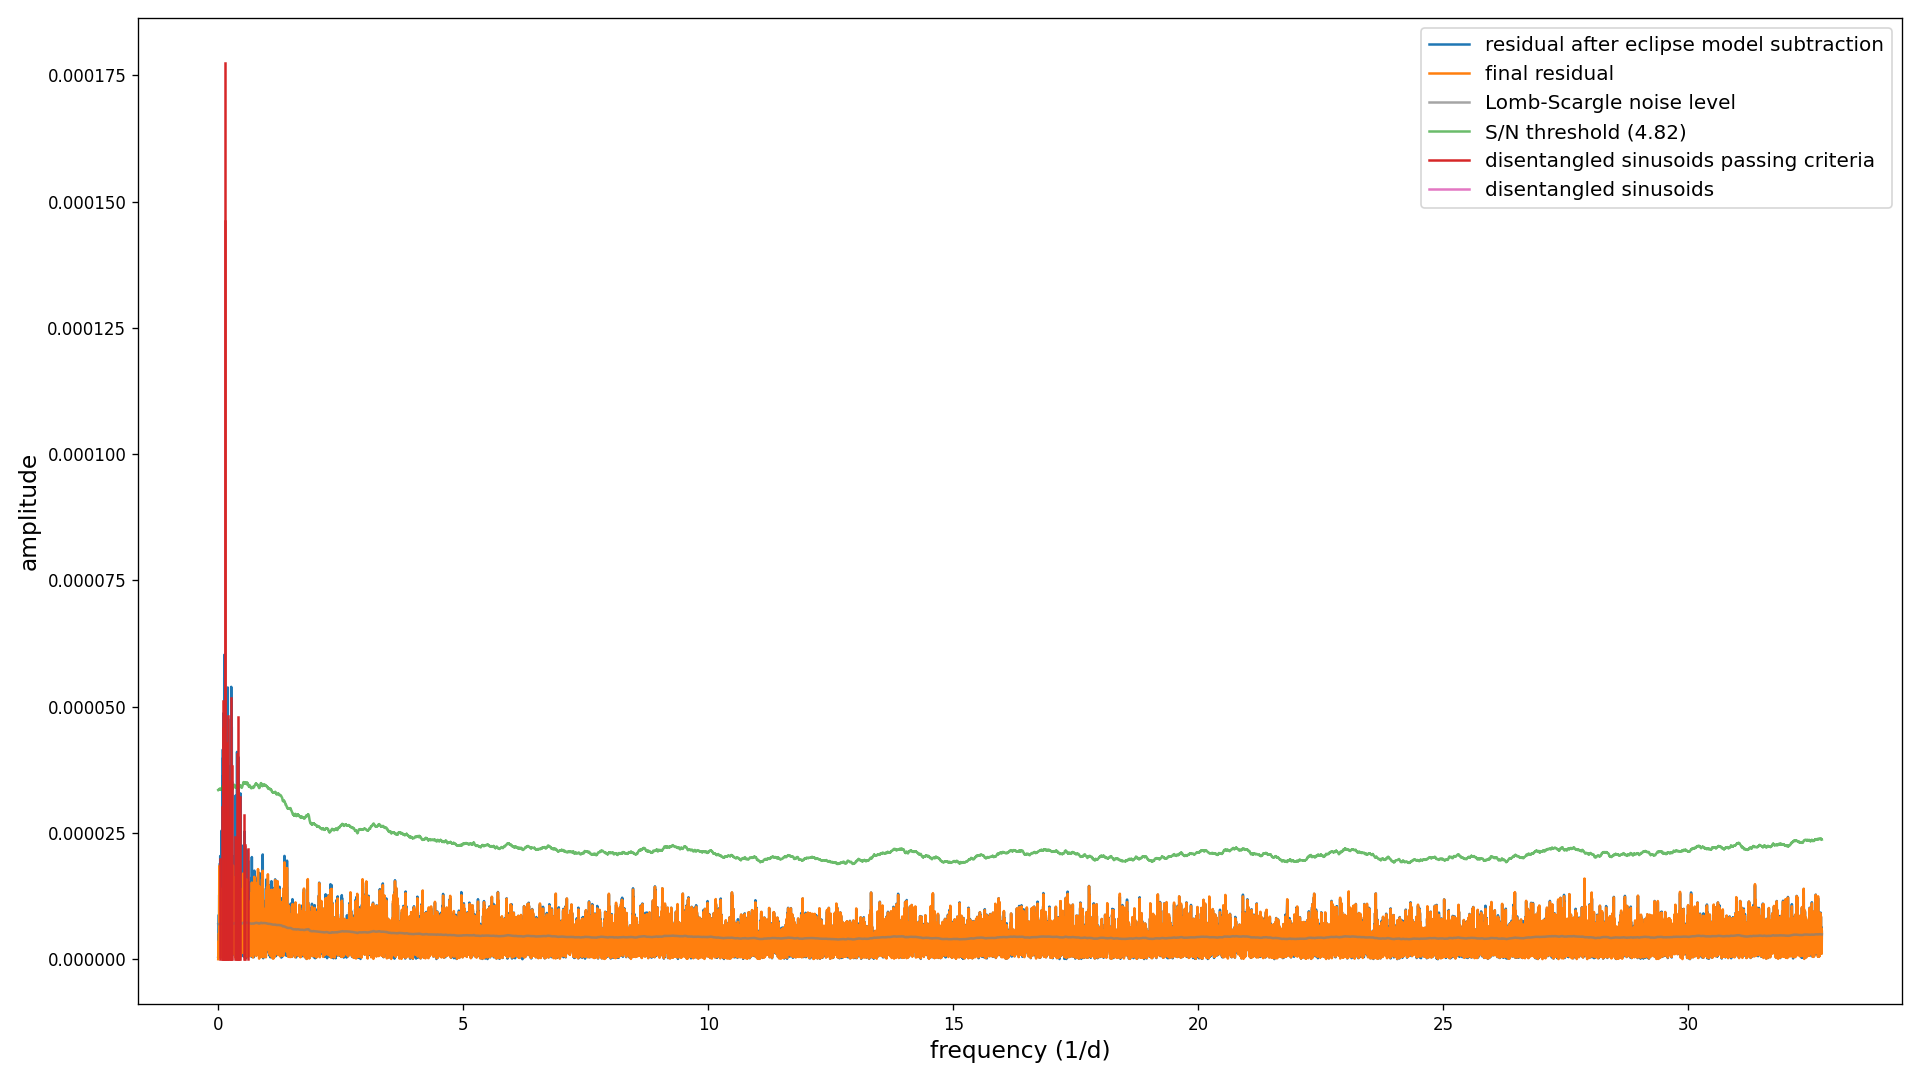 residual after eclipse model subtraction
final residual
Lomb-Scargle noise level
S/N threshold (4.82)
disentangled sinusoids passing criteria
disentangled sinusoids
amplitude
0.000175
0.000150
0.000125
0.000100
0.000075
0.000050
0.000025
0.000000
0 5 10 15 20 25 30
frequency (1/d)